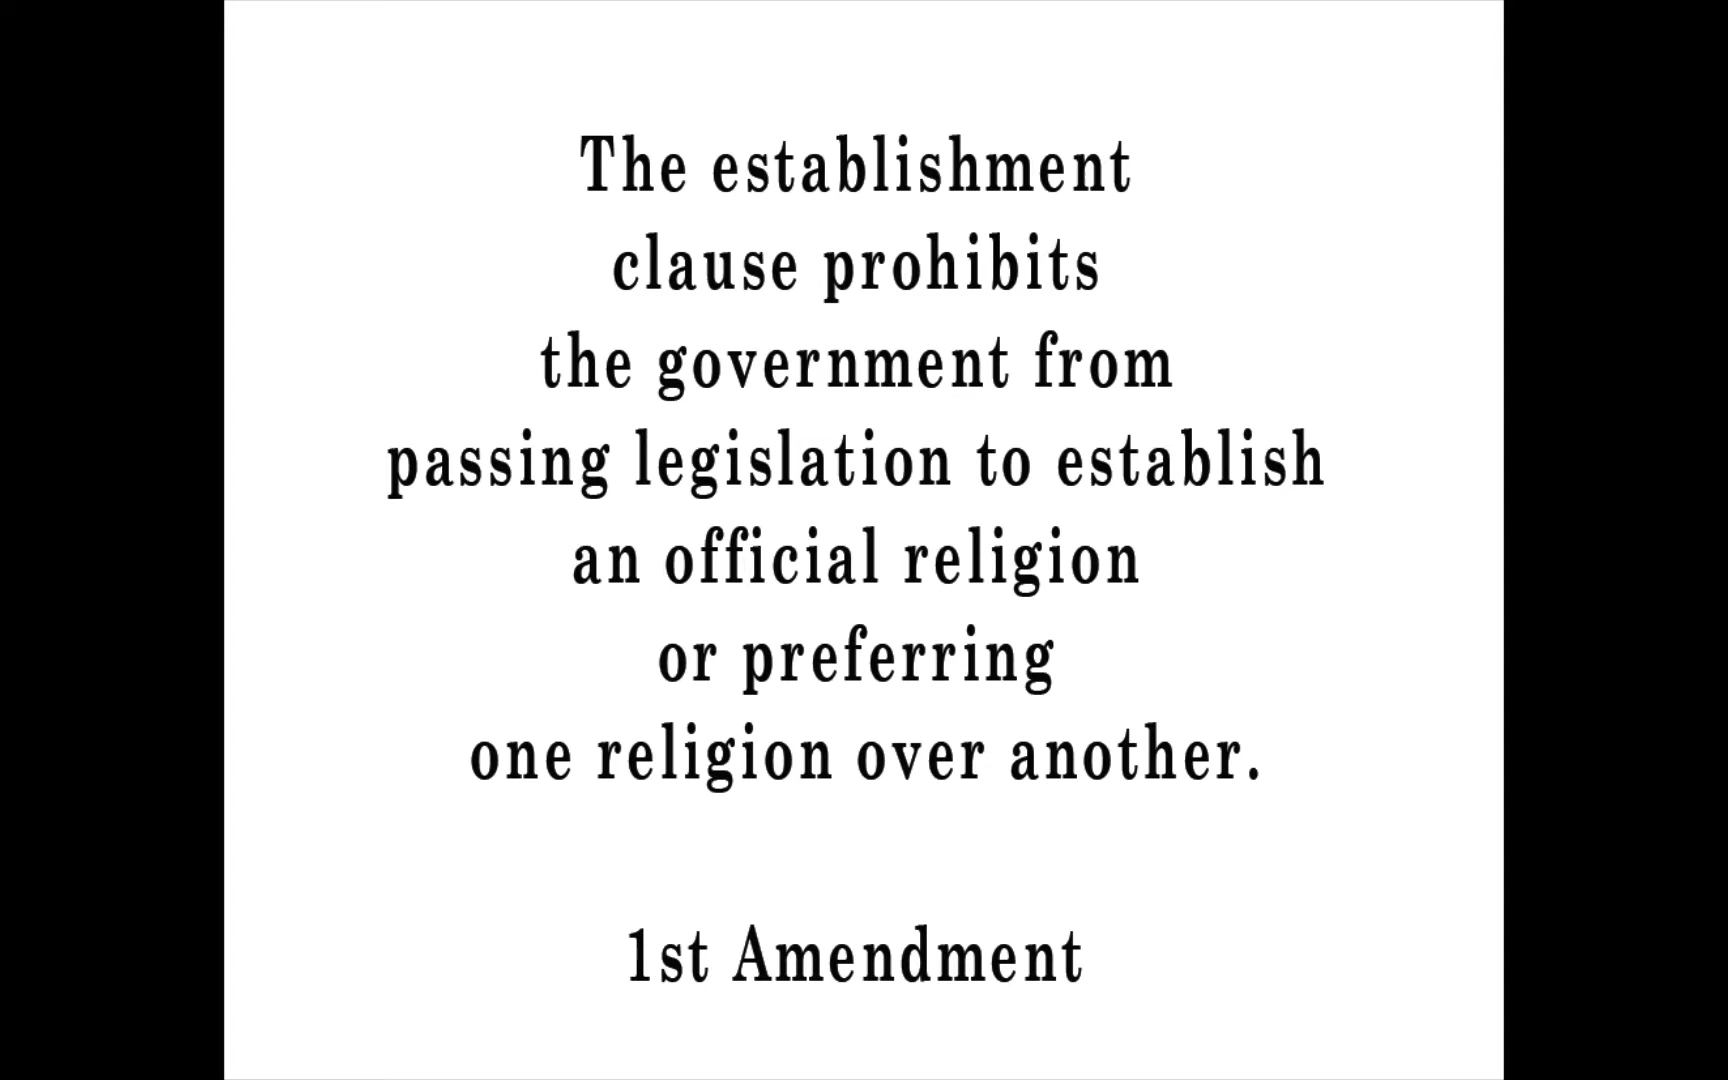 The establishment
clause prohibits
the government from
passing legislation to establish
an official religion
or preferring
one religion over another.
1st Amendment